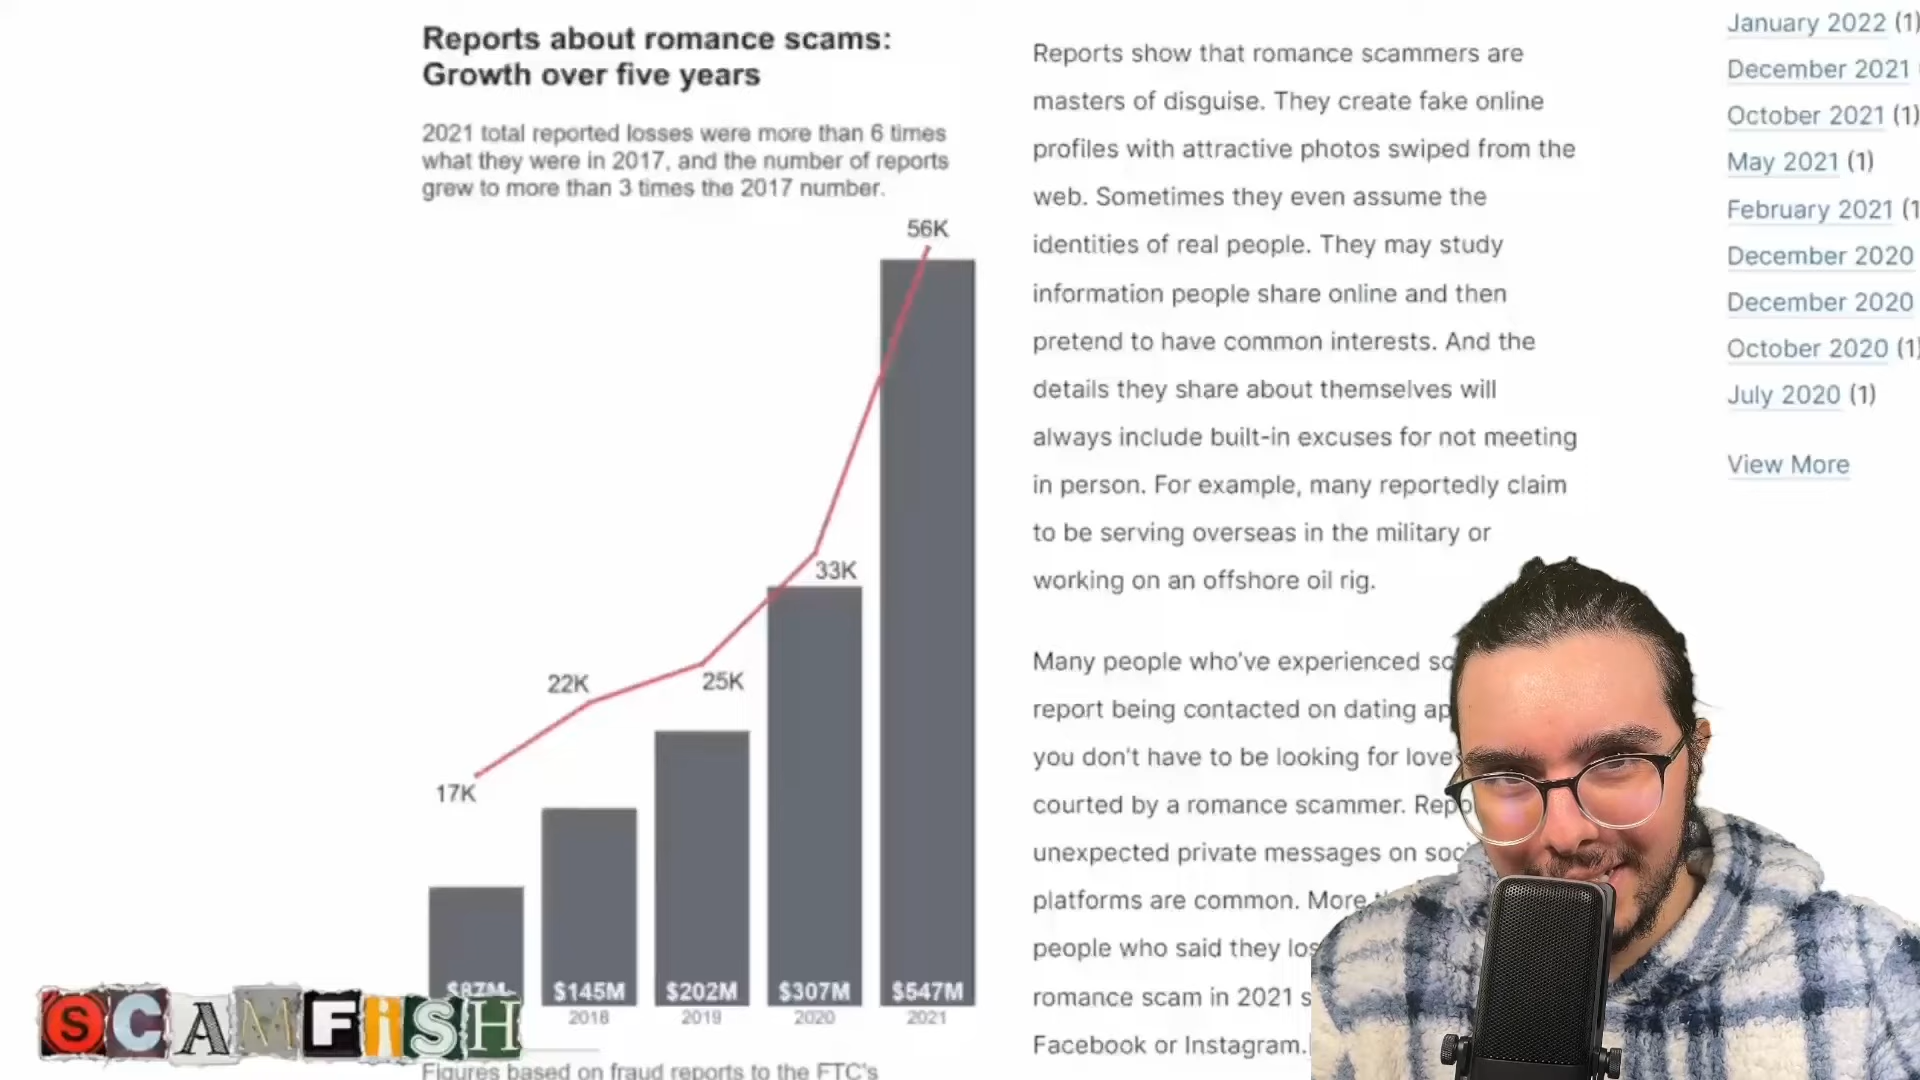 Reports about romance scams:
Growth over five years
2021 total reported losses were more than 6 times
what they were in 2017, and the number of reports
grew to more than 3 times the 2017 number.
56K
33K
25K
22K
17K
$87M
$145M
$202M
$307M
$547M
2018
2019
2020
2021
Figures based on fraud reports to the FTC's
SCAMFiSH
Reports show that romance scammers are
masters of disguise. They create fake online
profiles with attractive photos swiped from the
web. Sometimes they even assume the
identities of real people. They may study
information people share online and then
pretend to have common interests. And the
details they share about themselves will
always include built-in excuses for not meeting
in person. For example, many reportedly claim
to be serving overseas in the military or
working on an offshore oil rig.
Many people who've experienced
report being contacted on dating
you don't have to be looking for love
courted by a romance scammer.
unexpected private messages on
platforms are common. More
people who said they
romance scam in 2021
Facebook or Instagram.
January 2022 (1)
December 2021
October 2021 (1)
May 2021 (1)
February 2021 (1
December 2020
December 2020
October 2020 (1)
July 2020 (1)
View More